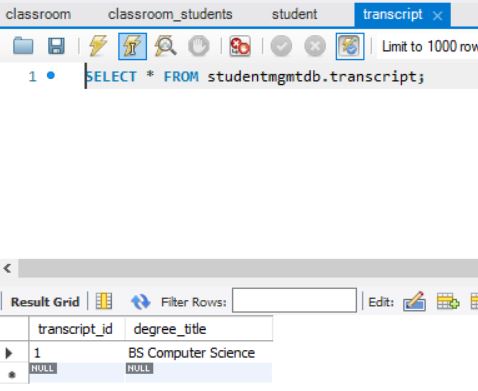 classroom classroom_students student transcript
Limit to 1000 row
1 SELECT * FROM studentmgmtdb.transcript;
Result Grid Filter Rows: Edit:
transcript_id degree_title
1 BS Computer Science
NULL NULL